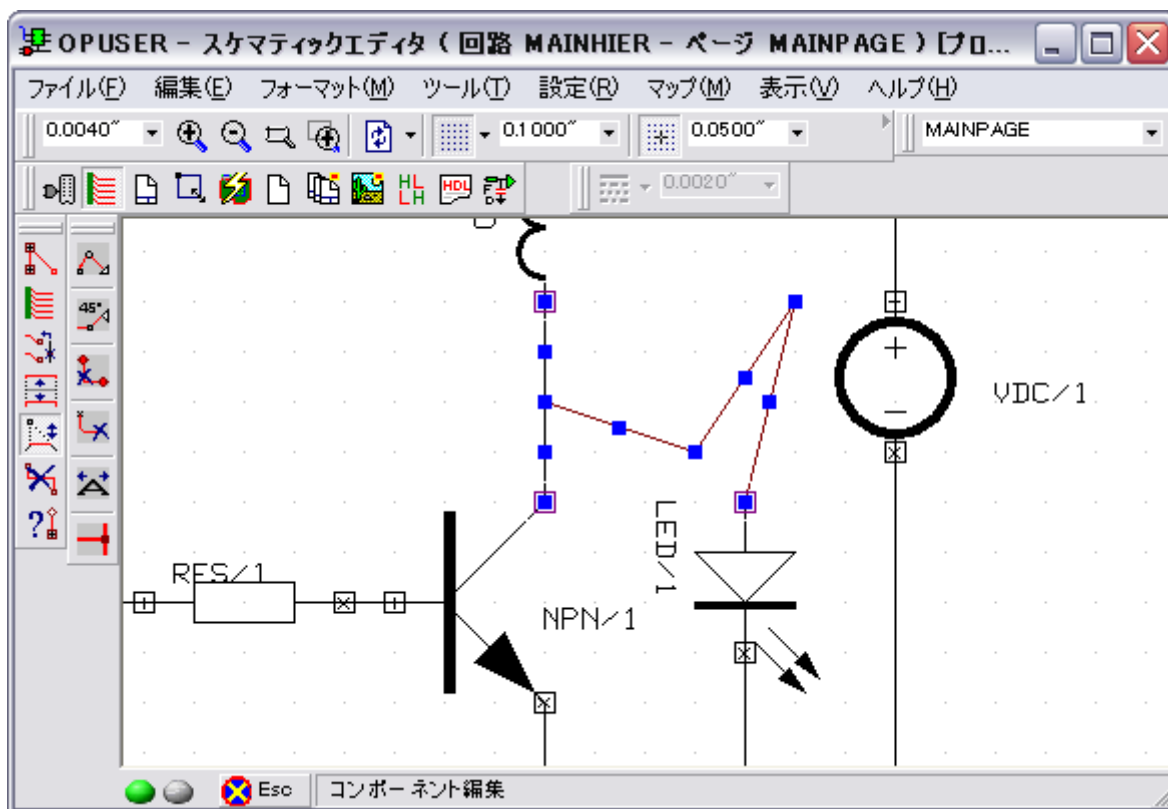 OPUSER - スケマティックエディタ ( 回路 MAINHIER - ページ MAINPAGE ) [プロ...
ファイル(F) 編集(E) フォーマット(M) ツール(T) 設定(R) マップ(M) 表示(V) ヘルプ(H)
0.0040" 0.1000" 0.0500" MAINPAGE
HL LH HDL 0.0020"
45°
VDC/1
LED/1
RES/1
NPN/1
Esc コンポーネント編集